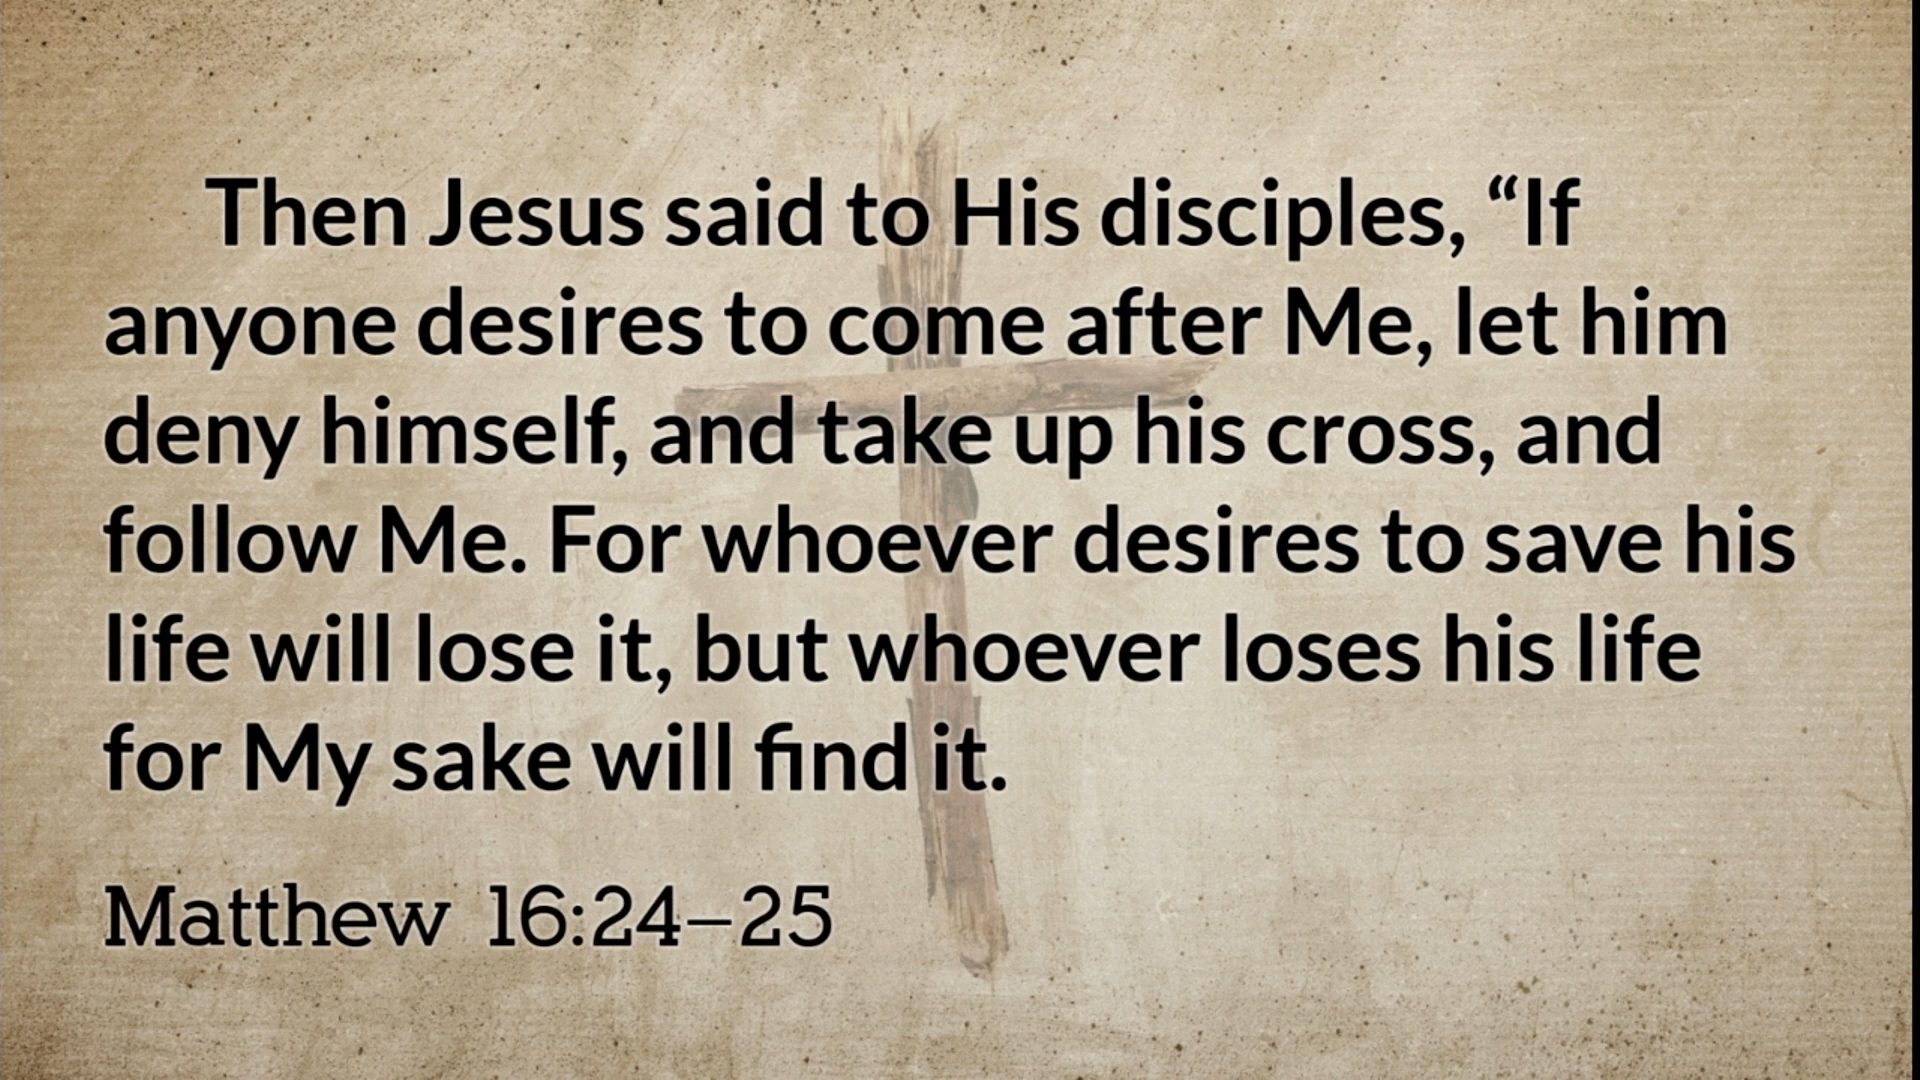 Then Jesus said to His disciples, “If
anyone desires to come after Me, let him
deny himself, and take up his cross, and
follow Me. For whoever desires to save his
life will lose it, but whoever loses his life
for My sake will find it.
Matthew 16:24–25